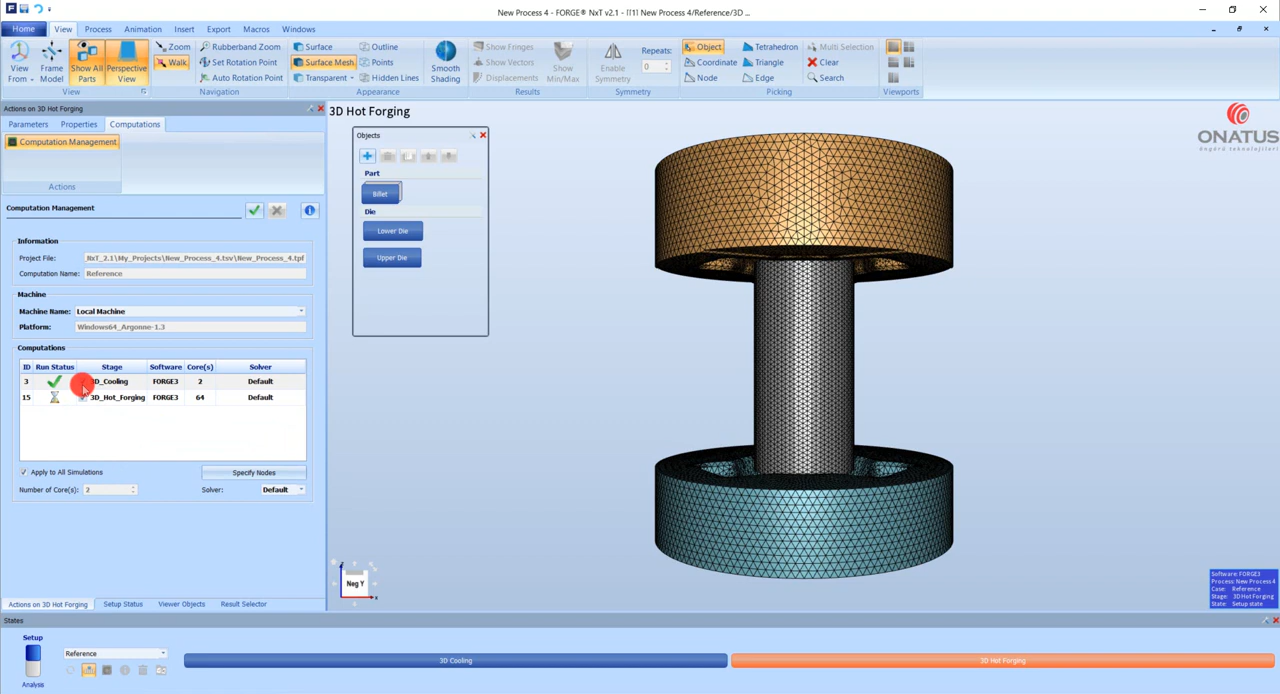 New Process 4 - FORGE® NxT v2.1 - [[1] New Process 4/Reference/3D ...
Home View Process Animation Insert Export Macros Windows
View From
Frame Model
Show All Parts
Perspective View
View
Zoom
Walk
Rubberband Zoom
Set Rotation Point
Auto Rotation Point
Navigation
Surface
Surface Mesh
Transparent
Outline
Points
Hidden Lines
Appearance
Smooth Shading
Show Fringes
Show Vectors
Displacements
Show Min/Max
Results
Enable Symmetry
Repeats:
0
Symmetry
Object
Coordinate
Node
Tetrahedron
Triangle
Edge
Multi Selection
Clear
Search
Picking
Viewports
Actions on 3D Hot Forging
Parameters Properties Computations
Computation Management
Actions
Computation Management
Information
Project File: _NxT_2.1\My_Projects\New_Process_4.tsv\New_Process_4.tpf
Computation Name: Reference
Machine
Machine Name: Local Machine
Platform: Windows64_Argonne-1.3
Computations
ID Run Status Stage Software Core(s) Solver
3 3D_Cooling FORGE3 2 Default
15 3D_Hot_Forging FORGE3 64 Default
Apply to All Simulations Specify Nodes
Number of Core(s): 2 Solver: Default
Actions on 3D Hot Forging Setup Status Viewer Objects Result Selector
3D Hot Forging
Objects
Part
Billet
Die
Lower Die
Upper Die
ONATUS
öngörü teknolojileri
Neg Y
x
Software: FORGE3
Process: New Process 4
Case: Reference
Stage: 3D Hot Forging
State: Setup state
States
Setup
Reference
Analysis
3D Cooling
3D Hot Forging